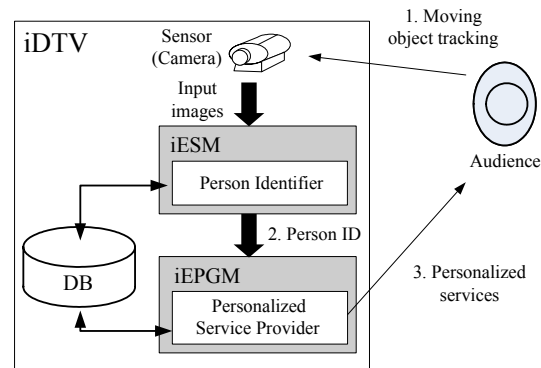 iDTV
Sensor
(Camera)
1. Moving
object tracking
Input
images
iESM
Person Identifier
Audience
2. Person ID
DB
iEPGM
Personalized
Service Provider
3. Personalized
services